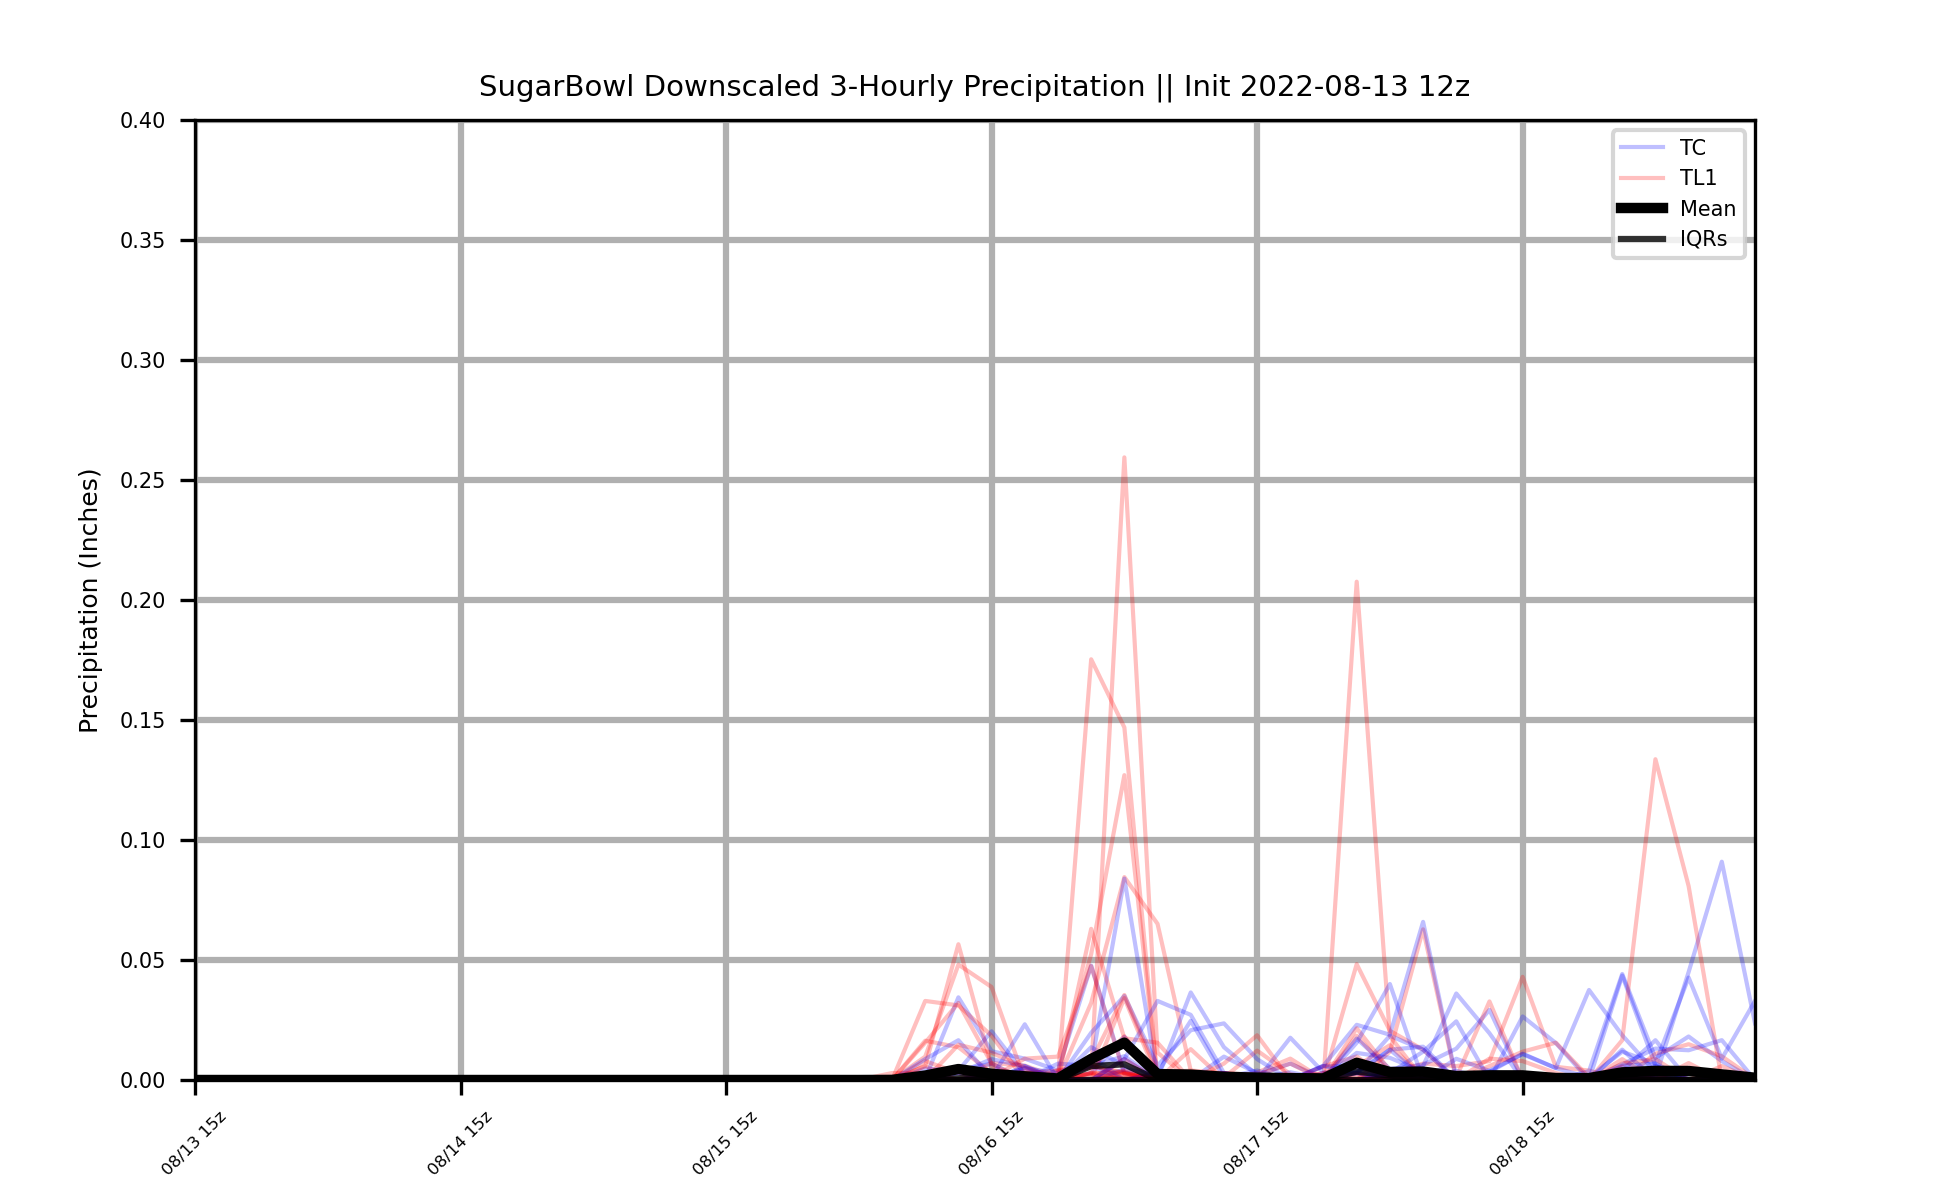 SugarBowl Downscaled 3-Hourly Precipitation || Init 2022-08-13 12z
Precipitation (Inches)
0.40
0.35
0.30
0.25
0.20
0.15
0.10
0.05
0.00
TC
TL1
Mean
IQRs
08/13 15z
08/14 15z
08/15 15z
08/16 15z
08/17 15z
08/18 15z